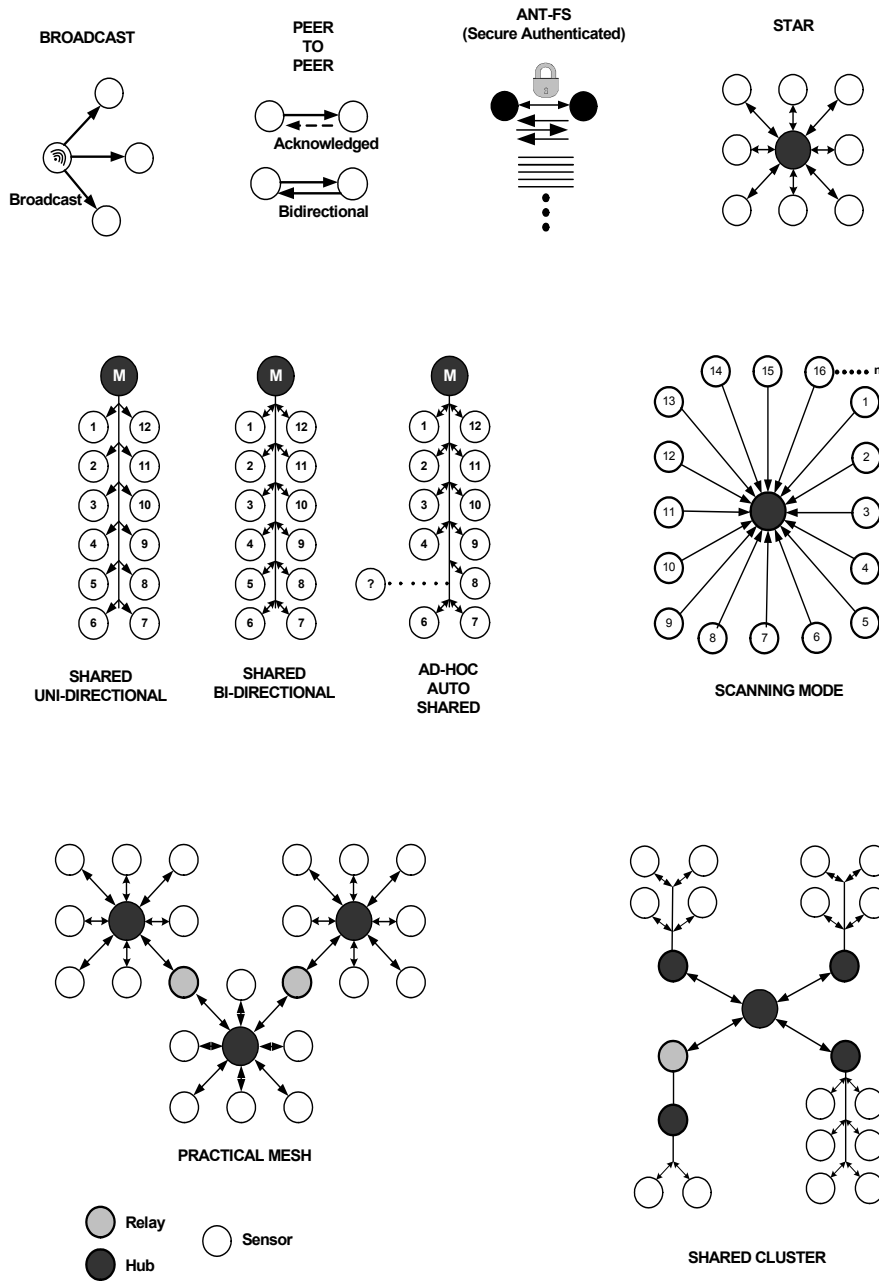 BROADCAST
Broadcast
PEER
TO
PEER
Acknowledged
Bidirectional
ANT-FS
(Secure Authenticated)
STAR
M
1 12
2 11
3 10
4 9
5 8
6 7
SHARED
UNI-DIRECTIONAL
M
1 12
2 11
3 10
4 9
5 8
6 7
SHARED
BI-DIRECTIONAL
M
1 12
2 11
3 10
4 9
? 8
6 7
AD-HOC
AUTO
SHARED
14 15 16 n
13 1
12 2
11 3
10 4
9 5
8 7 6
SCANNING MODE
PRACTICAL MESH
Relay
Hub
Sensor
SHARED CLUSTER